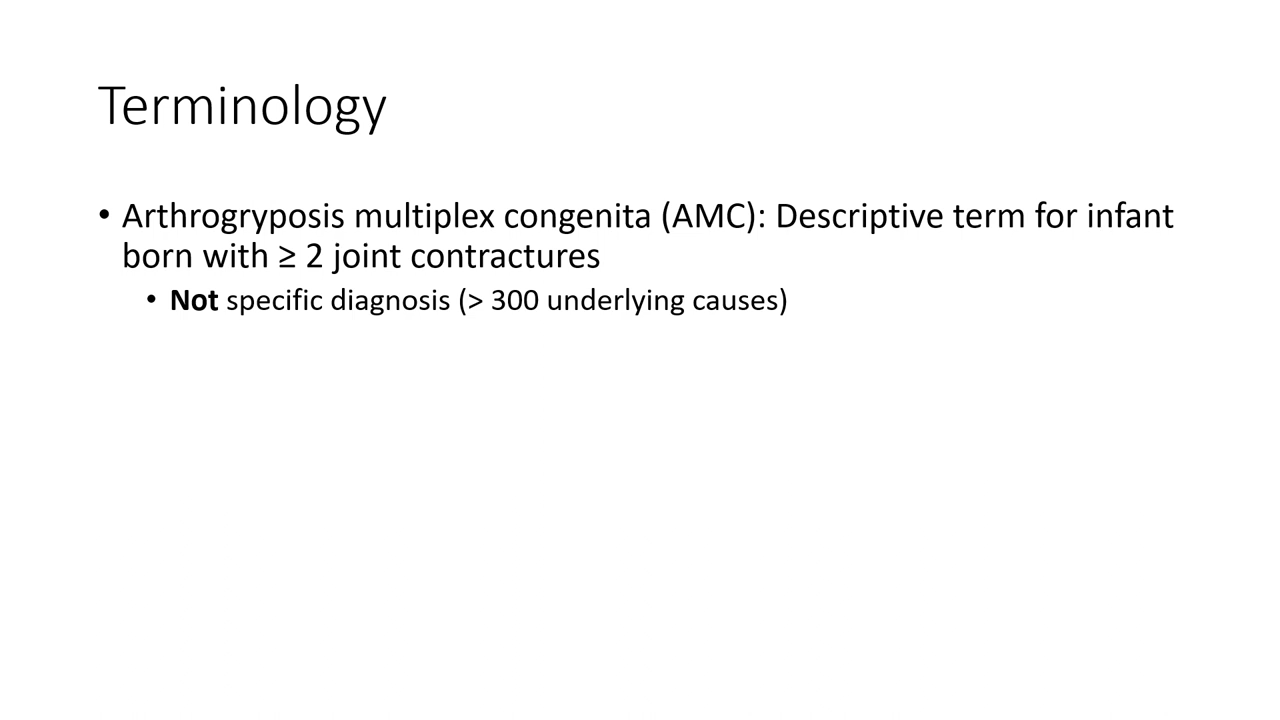 Terminology
• Arthrogryposis multiplex congenita (AMC): Descriptive term for infant
born with ≥ 2 joint contractures
• Not specific diagnosis (> 300 underlying causes)